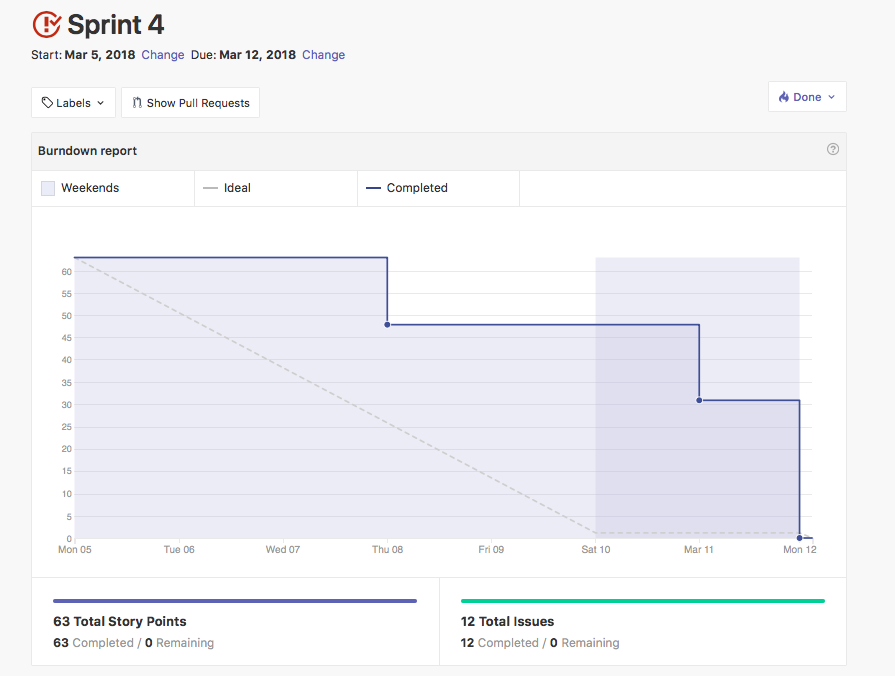 Sprint 4
Start: Mar 5, 2018 Change Due: Mar 12, 2018 Change
Labels Show Pull Requests Done
Burndown report ?
Weekends Ideal Completed
60
55
50
45
40
35
30
25
20
15
10
5
0
Mon 05 Tue 06 Wed 07 Thu 08 Fri 09 Sat 10 Mar 11 Mon 12
63 Total Story Points
63 Completed / 0 Remaining
12 Total Issues
12 Completed / 0 Remaining